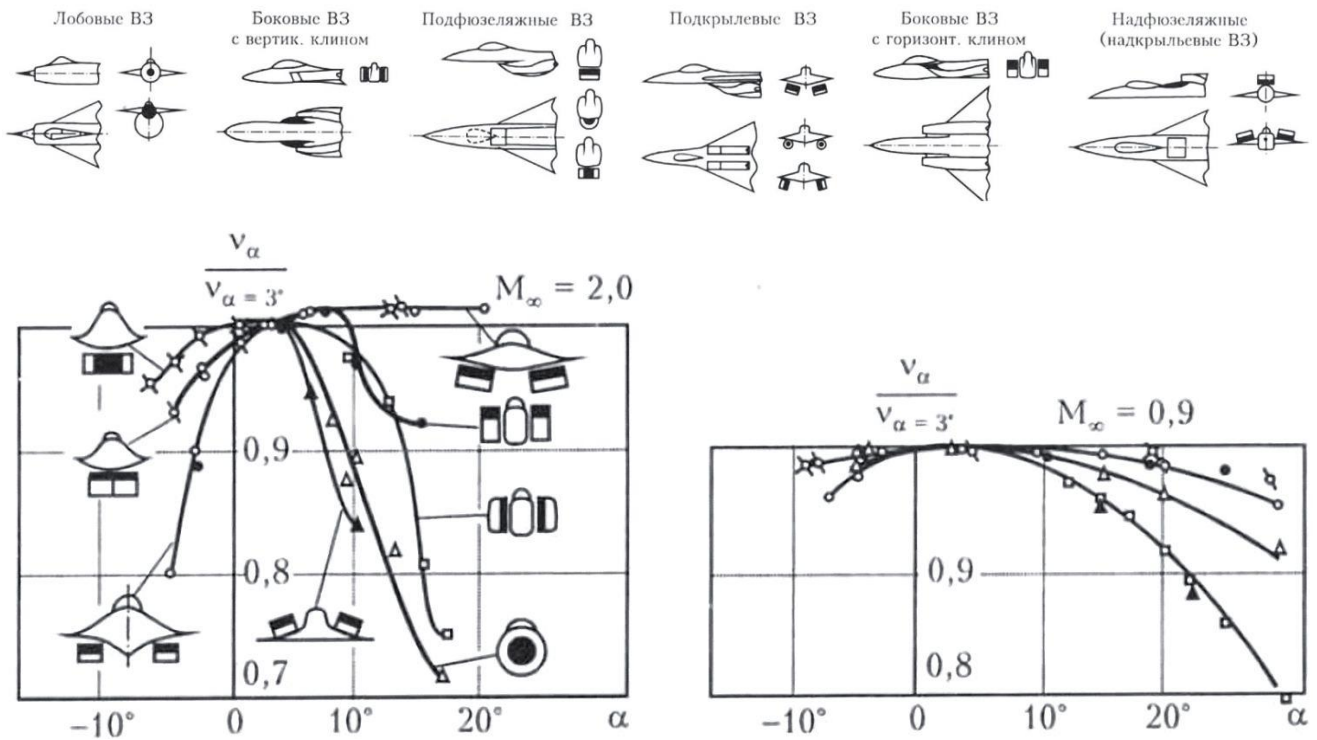 Лобовые ВЗ
Боковые ВЗ
с вертик. клином
Подфюзеляжные ВЗ
Подкрылевые ВЗ
Боковые ВЗ
с горизонт. клином
Надфюзеляжные
(надкрыльевые ВЗ)
ν_α
ν_α = 3°
M_∞ = 2,0
0,9
0,8
0,7
−10°
0
10°
20°
α
ν_α
ν_α = 3°
M_∞ = 0,9
0,9
0,8
−10°
0
10°
20°
α